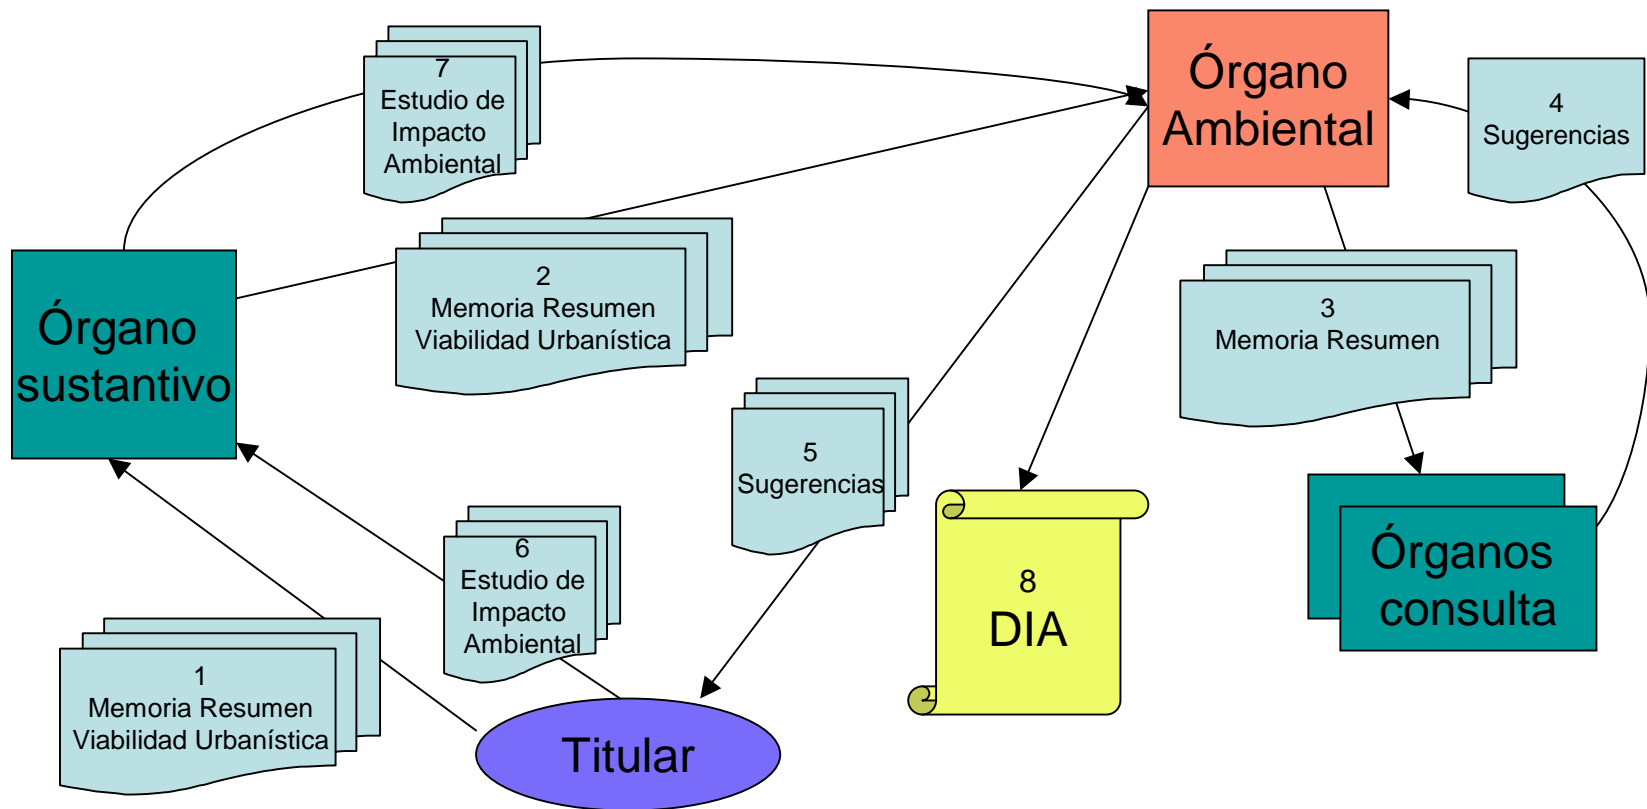 7
Estudio de
Impacto
Ambiental
Órgano
Ambiental
4
Sugerencias
2
Memoria Resumen
Viabilidad Urbanística
3
Memoria Resumen
Órgano
sustantivo
5
Sugerencias
6
Estudio de
Impacto
Ambiental
8
DIA
Órganos
consulta
1
Memoria Resumen
Viabilidad Urbanística
Titular